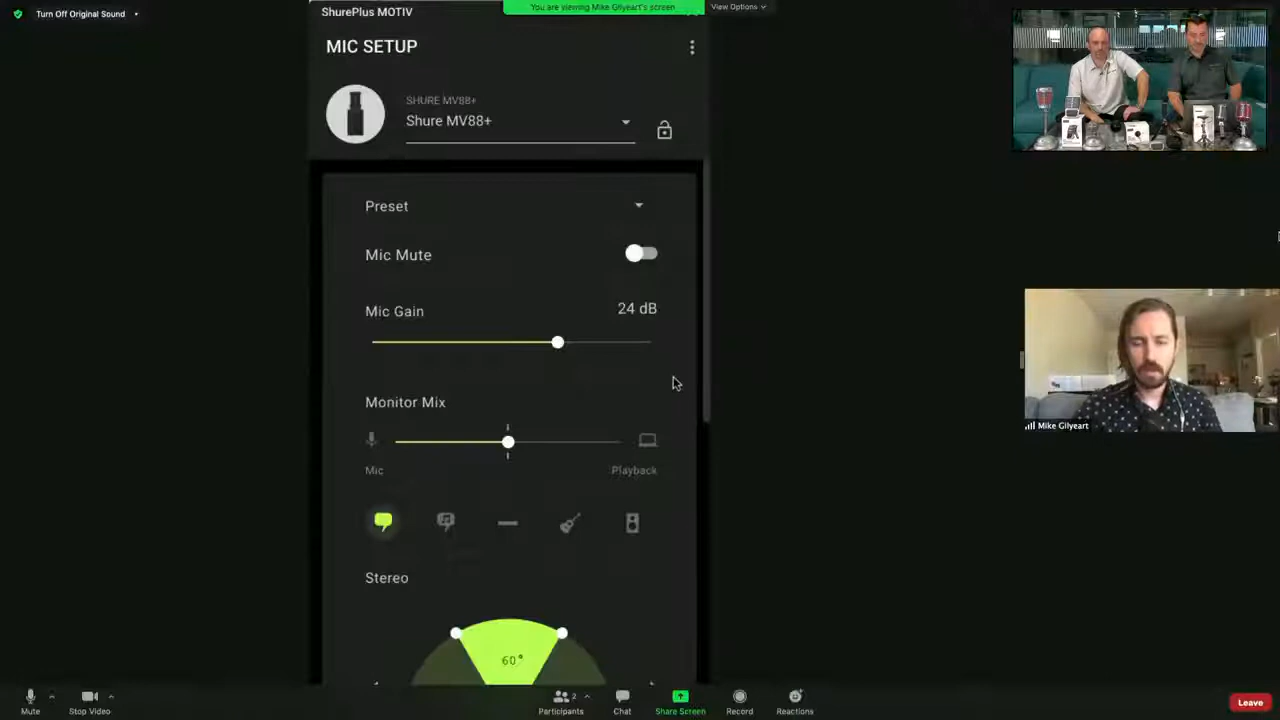 Turn Off Original Sound
ShurePlus MOTIV
You are viewing Mike Gilyeart's screen
View Options
MIC SETUP
SHURE MV88+
Shure MV88+
Preset
Mic Mute
Mic Gain
24 dB
Monitor Mix
Mic
Playback
Stereo
60°
Mike Gilyeart
Mute
Stop Video
Participants
2
Chat
Share Screen
Record
Reactions
Leave